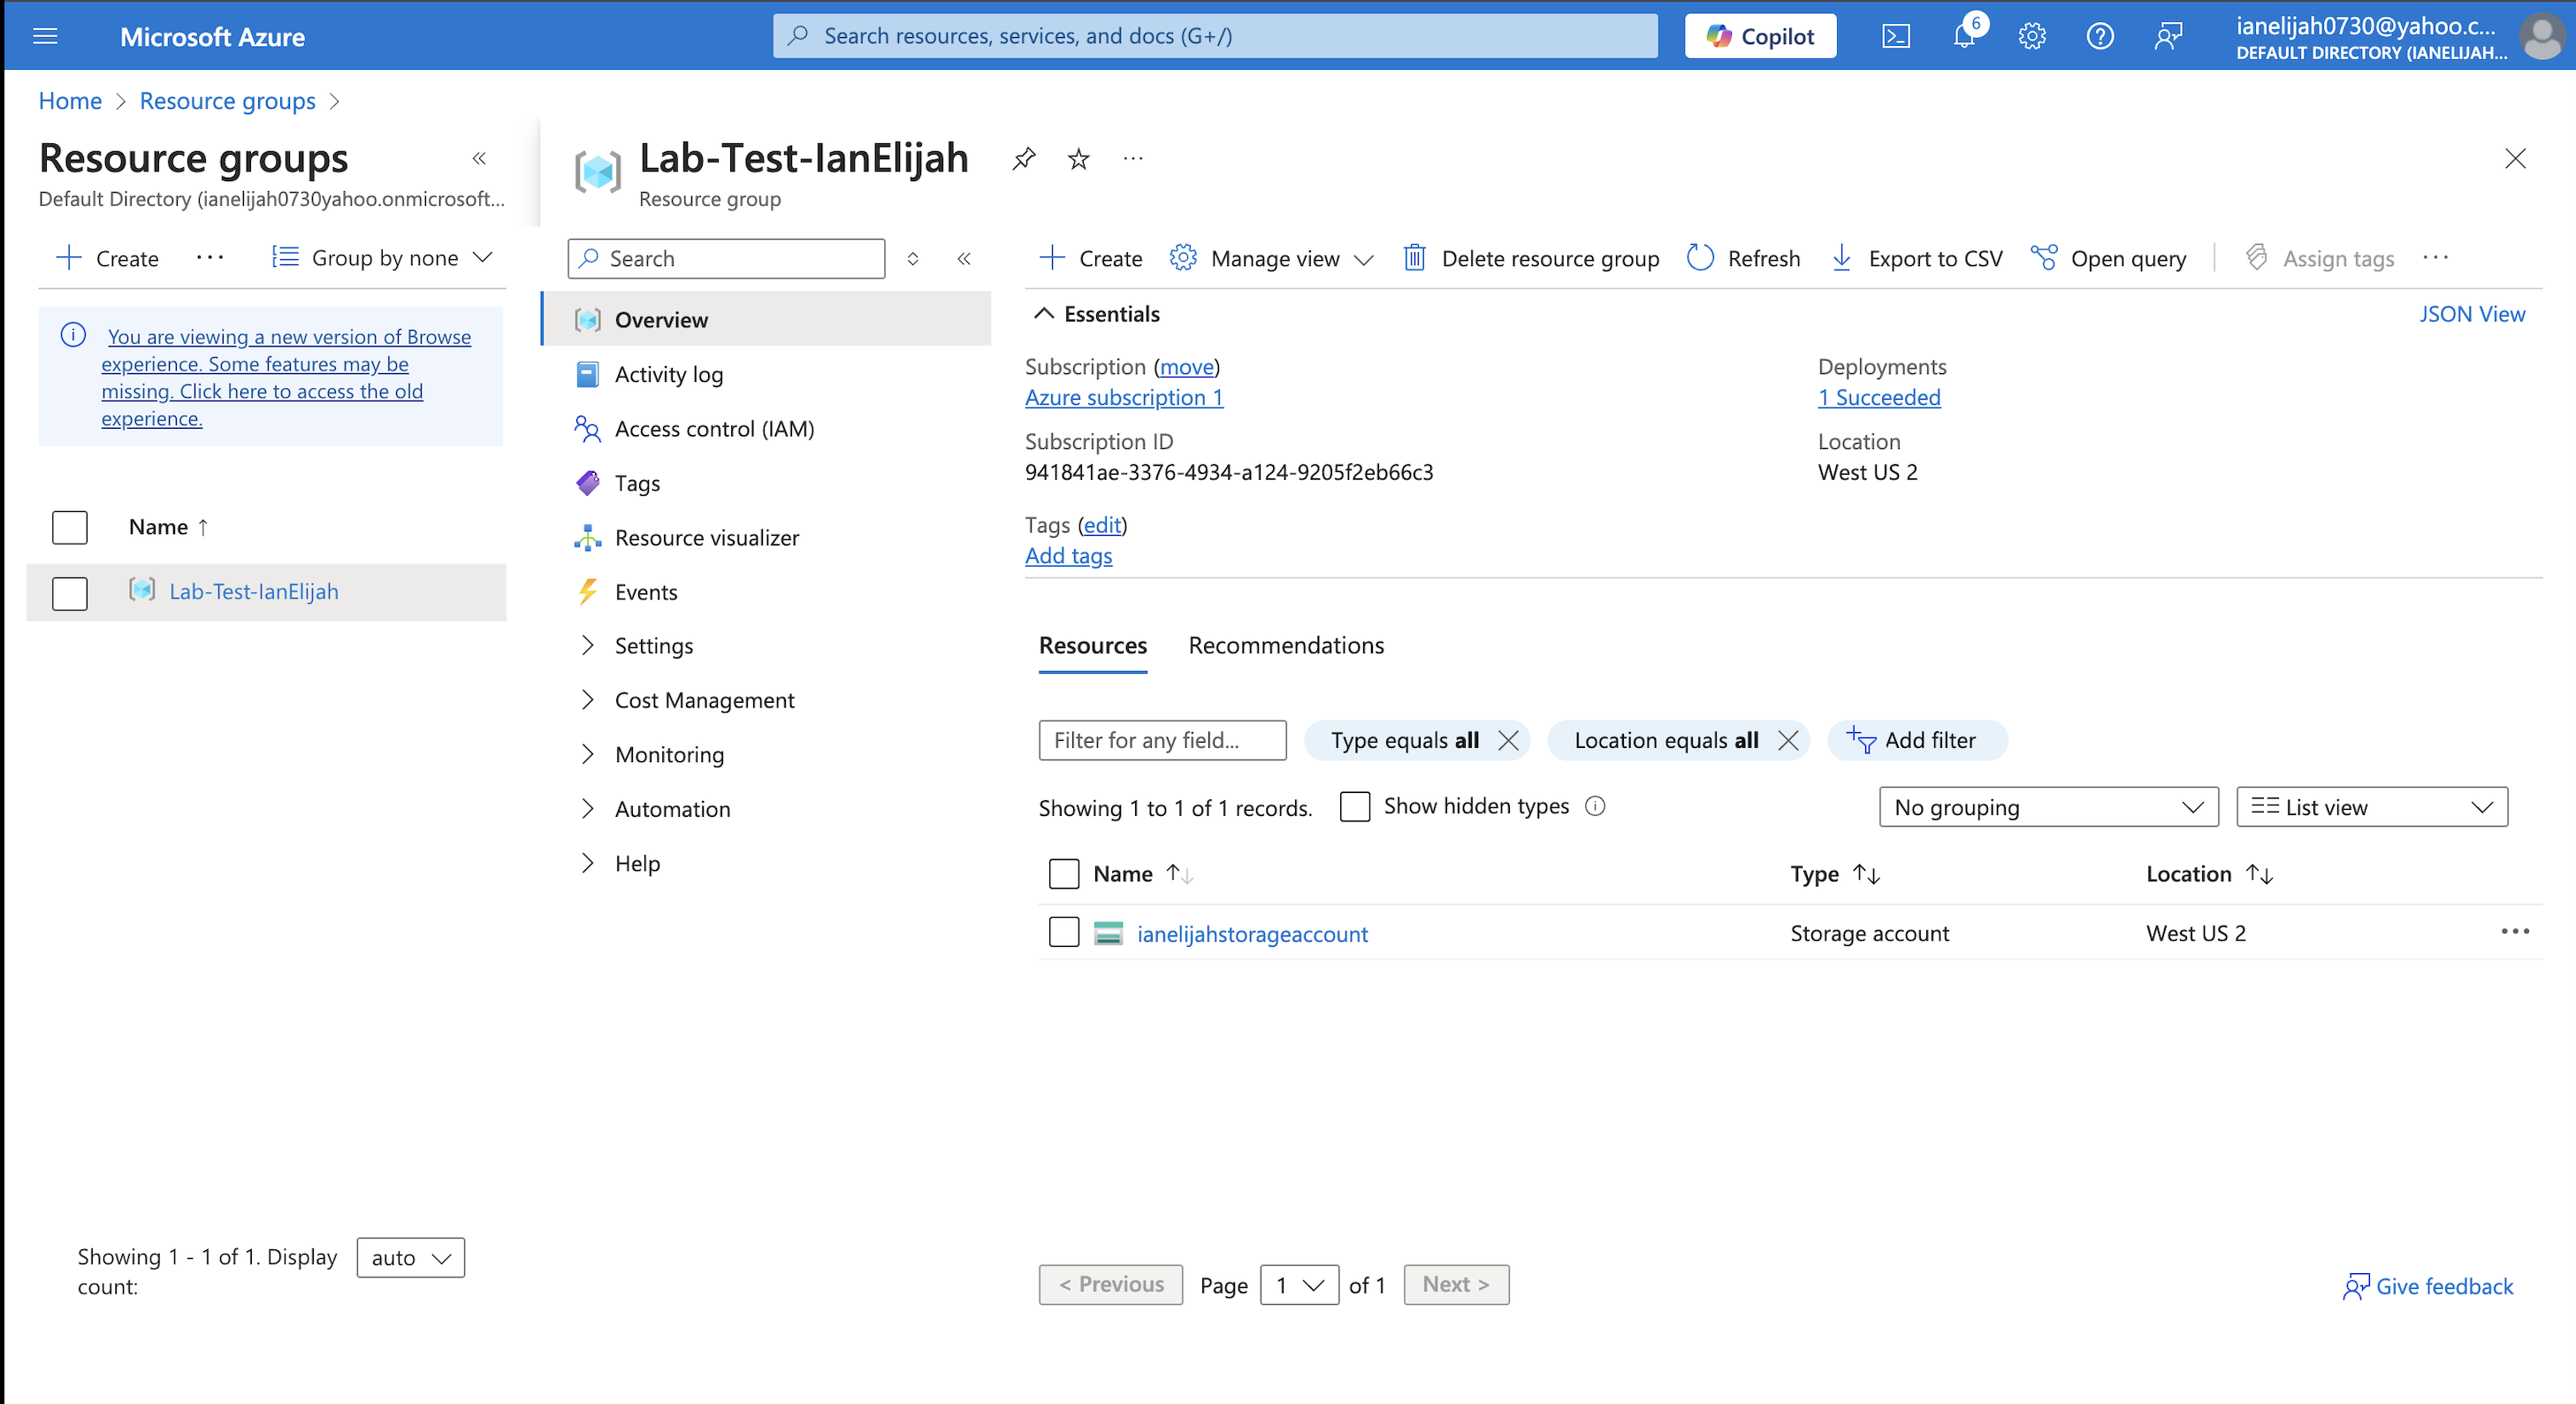 Microsoft Azure
Search resources, services, and docs (G+/)
Copilot
6
ianelijah0730@yahoo.c...
DEFAULT DIRECTORY (IANELIJAH...
Home > Resource groups >
Resource groups
Default Directory (ianelijah0730yahoo.onmicrosoft...
Create
Group by none
You are viewing a new version of Browse
experience. Some features may be
missing. Click here to access the old
experience.
Name ↑
Lab-Test-IanElijah
Showing 1 - 1 of 1. Display
count:
auto
Lab-Test-IanElijah
Resource group
Search
Overview
Activity log
Access control (IAM)
Tags
Resource visualizer
Events
Settings
Cost Management
Monitoring
Automation
Help
Create
Manage view
Delete resource group
Refresh
Export to CSV
Open query
Assign tags
Essentials
JSON View
Subscription (move)
Azure subscription 1
Subscription ID
941841ae-3376-4934-a124-9205f2eb66c3
Tags (edit)
Add tags
Deployments
1 Succeeded
Location
West US 2
Resources
Recommendations
Filter for any field...
Type equals all
Location equals all
Add filter
Showing 1 to 1 of 1 records.
Show hidden types
No grouping
List view
Name ↑↓
Type ↑↓
Location ↑↓
ianelijahstorageaccount
Storage account
West US 2
< Previous
Page 1 of 1
Next >
Give feedback